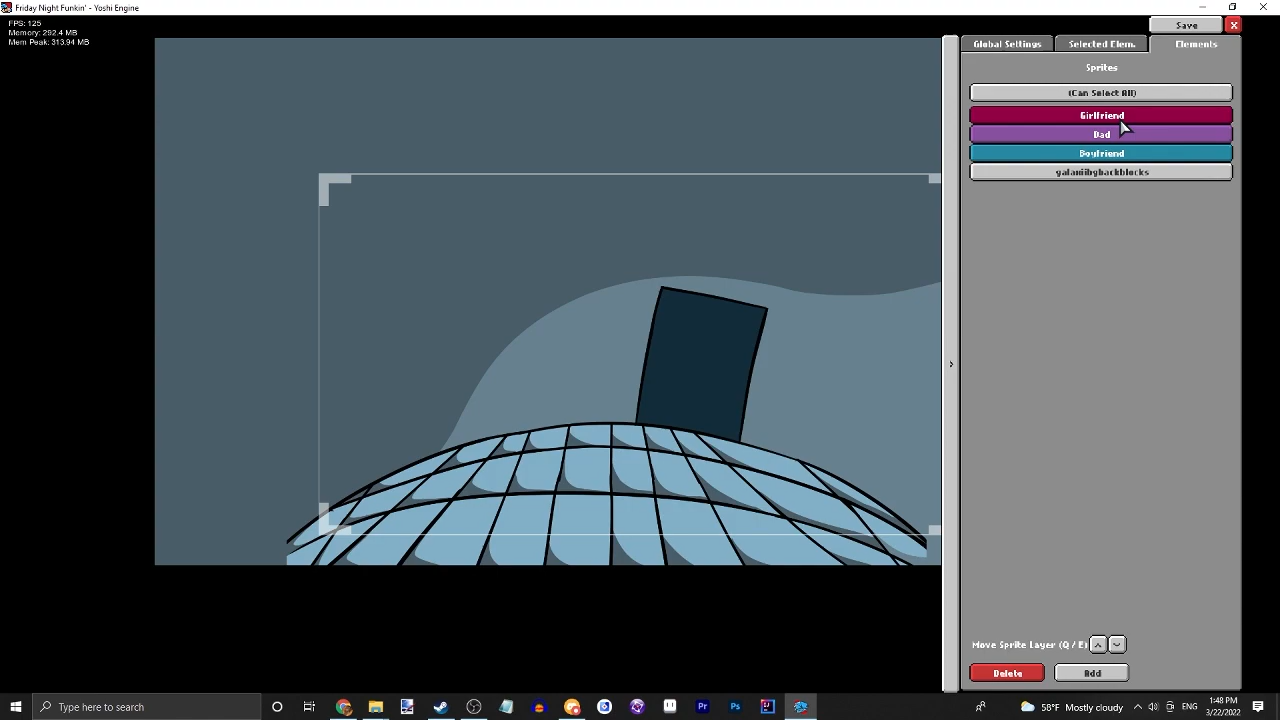 Friday Night Funkin' - Yoshi Engine
FPS: 125
Memory: 292.4 MB
Mem Peak: 313.94 MB
Save
Global Settings
Selected Elem.
Elements
Sprites
(Can Select All)
Girlfriend
Dad
Boyfriend
galaxiibgbackblocks
Move Sprite Layer (Q / E)
Delete
Add
Type here to search
58°F Mostly cloudy
ENG
1:48 PM
3/22/2022